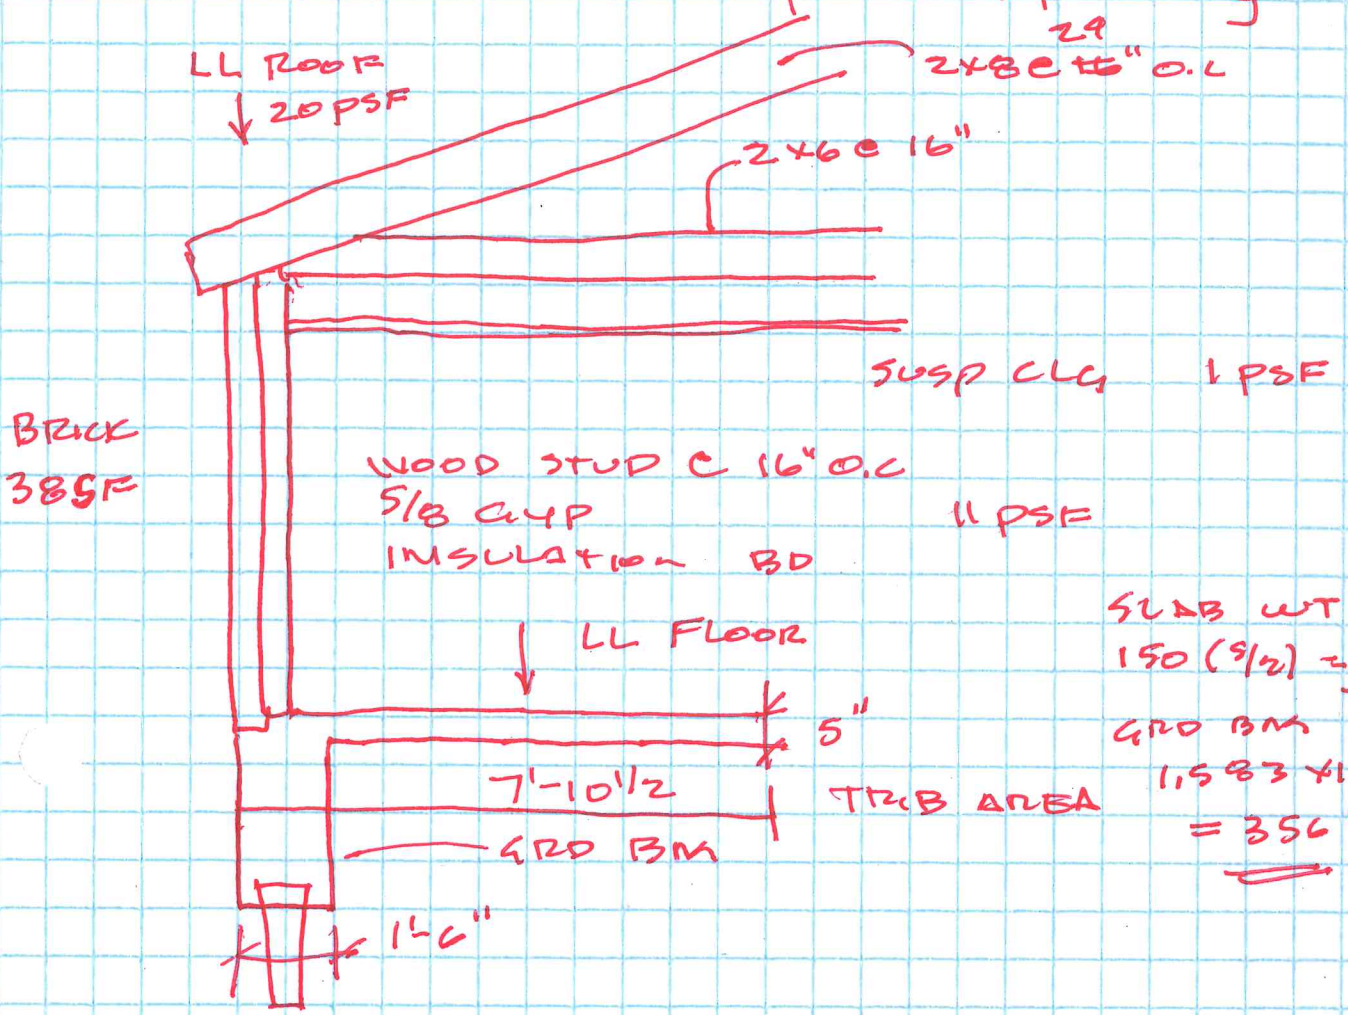 24
LL ROOF
20 PSF
2x8 @ 16" O.C
2x6 @ 16"
SUSP CLG 1 PSF
BRICK
38SF
WOOD STUD @ 16" O.C
5/8 GYP
INSULATION BD
11 PSF
LL FLOOR
SLAB WT
150 (5/12) =
5"
GRD BM
1,583 x1
= 356
7'-10 1/2
TRIB AREA
GRD BM
1'-6"